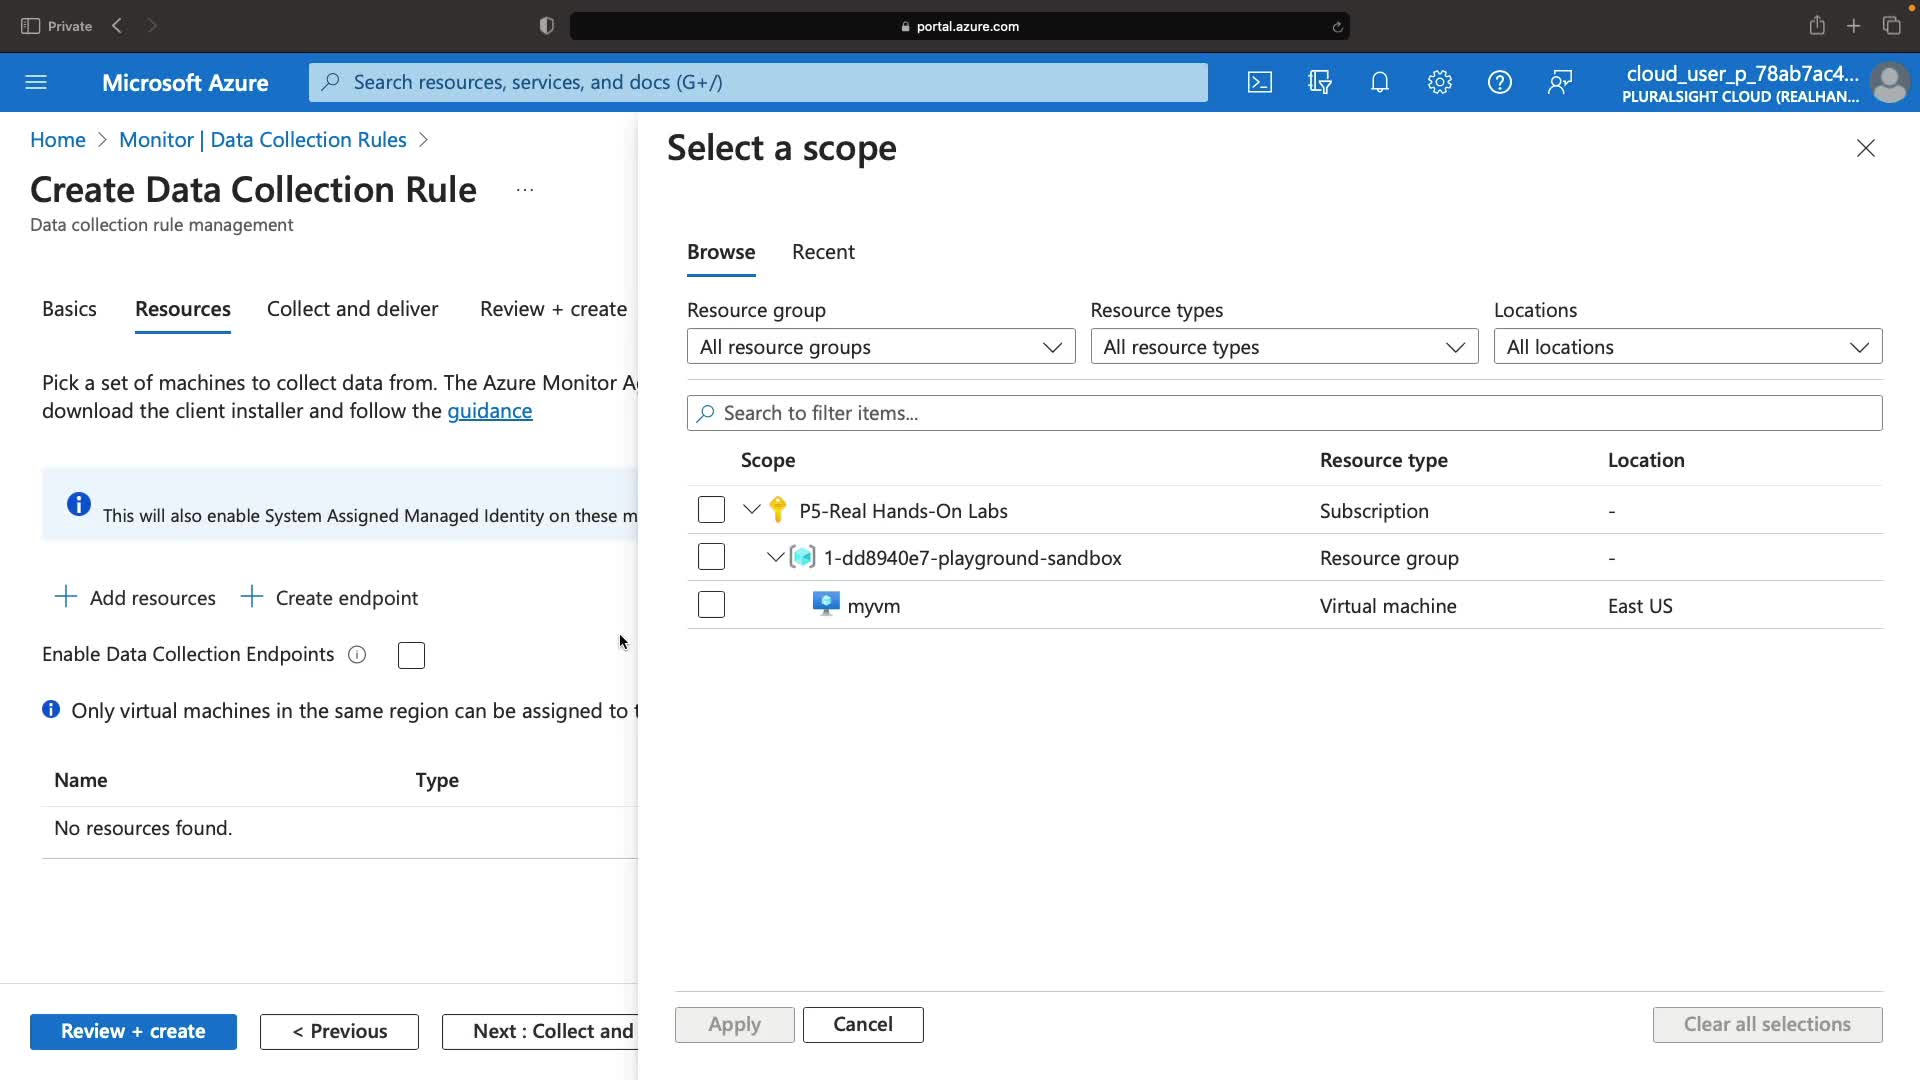 Private
portal.azure.com
Microsoft Azure
Search resources, services, and docs (G+/)
cloud_user_p_78ab7ac4...
PLURALSIGHT CLOUD (REALHAN...
Home > Monitor | Data Collection Rules >
Create Data Collection Rule ...
Data collection rule management
Basics Resources Collect and deliver Review + create
Pick a set of machines to collect data from. The Azure Monitor A
download the client installer and follow the guidance
This will also enable System Assigned Managed Identity on these m
+ Add resources + Create endpoint
Enable Data Collection Endpoints
Only virtual machines in the same region can be assigned to t
Name Type
No resources found.
Review + create < Previous Next : Collect and
Select a scope
Browse Recent
Resource group Resource types Locations
All resource groups All resource types All locations
Search to filter items...
Scope Resource type Location
P5-Real Hands-On Labs Subscription -
1-dd8940e7-playground-sandbox Resource group -
myvm Virtual machine East US
Apply Cancel Clear all selections